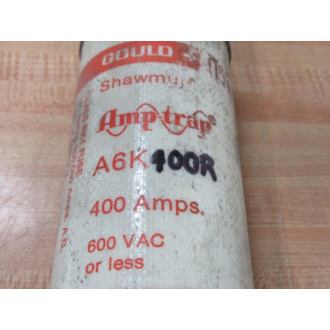 GOULD
Shawmut
Amp-trap
A6K400R
400 Amps.
600 VAC
or less